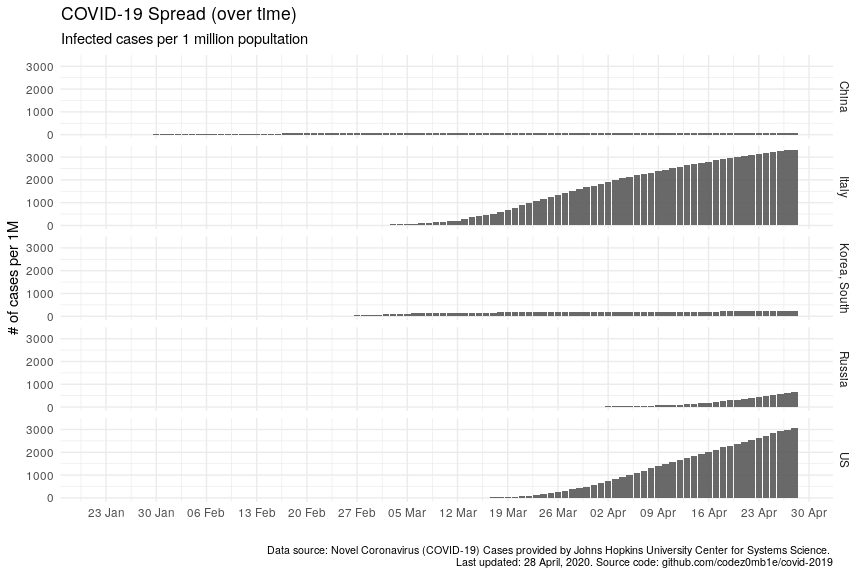 COVID-19 Spread (over time)
Infected cases per 1 million popultation
# of cases per 1M
3000
2000
1000
0
China
3000
2000
1000
0
Italy
3000
2000
1000
0
Korea, South
3000
2000
1000
0
Russia
3000
2000
1000
0
US
23 Jan 30 Jan 06 Feb 13 Feb 20 Feb 27 Feb 05 Mar 12 Mar 19 Mar 26 Mar 02 Apr 09 Apr 16 Apr 23 Apr 30 Apr
Data source: Novel Coronavirus (COVID-19) Cases provided by Johns Hopkins University Center for Systems Science.
Last updated: 28 April, 2020. Source code: github.com/codez0mb1e/covid-2019